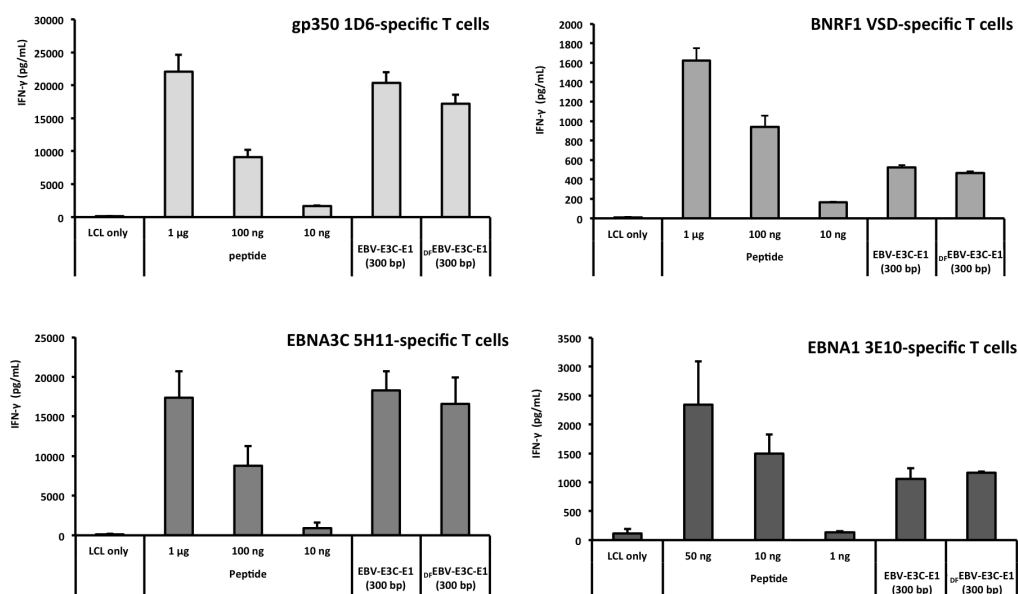 gp350 1D6-specific T cells
IFN-γ (pg/mL)
30000
25000
20000
15000
10000
5000
0
LCL only
1 µg
100 ng
10 ng
peptide
EBV-E3C-E1
(300 bp)
DFEBV-E3C-E1
(300 bp)
BNRF1 VSD-specific T cells
IFN-γ (pg/mL)
1800
1600
1400
1200
1000
800
600
400
200
0
LCL only
1 µg
100 ng
10 ng
Peptide
EBV-E3C-E1
(300 bp)
DFEBV-E3C-E1
(300 bp)
EBNA3C 5H11-specific T cells
IFN-γ (pg/mL)
25000
20000
15000
10000
5000
0
LCL only
1 µg
100 ng
10 ng
Peptide
EBV-E3C-E1
(300 bp)
DFEBV-E3C-E1
(300 bp)
EBNA1 3E10-specific T cells
IFN-γ (pg/mL)
3500
3000
2500
2000
1500
1000
500
0
LCL only
50 ng
10 ng
1 ng
Peptide
EBV-E3C-E1
(300 bp)
DFEBV-E3C-E1
(300 bp)